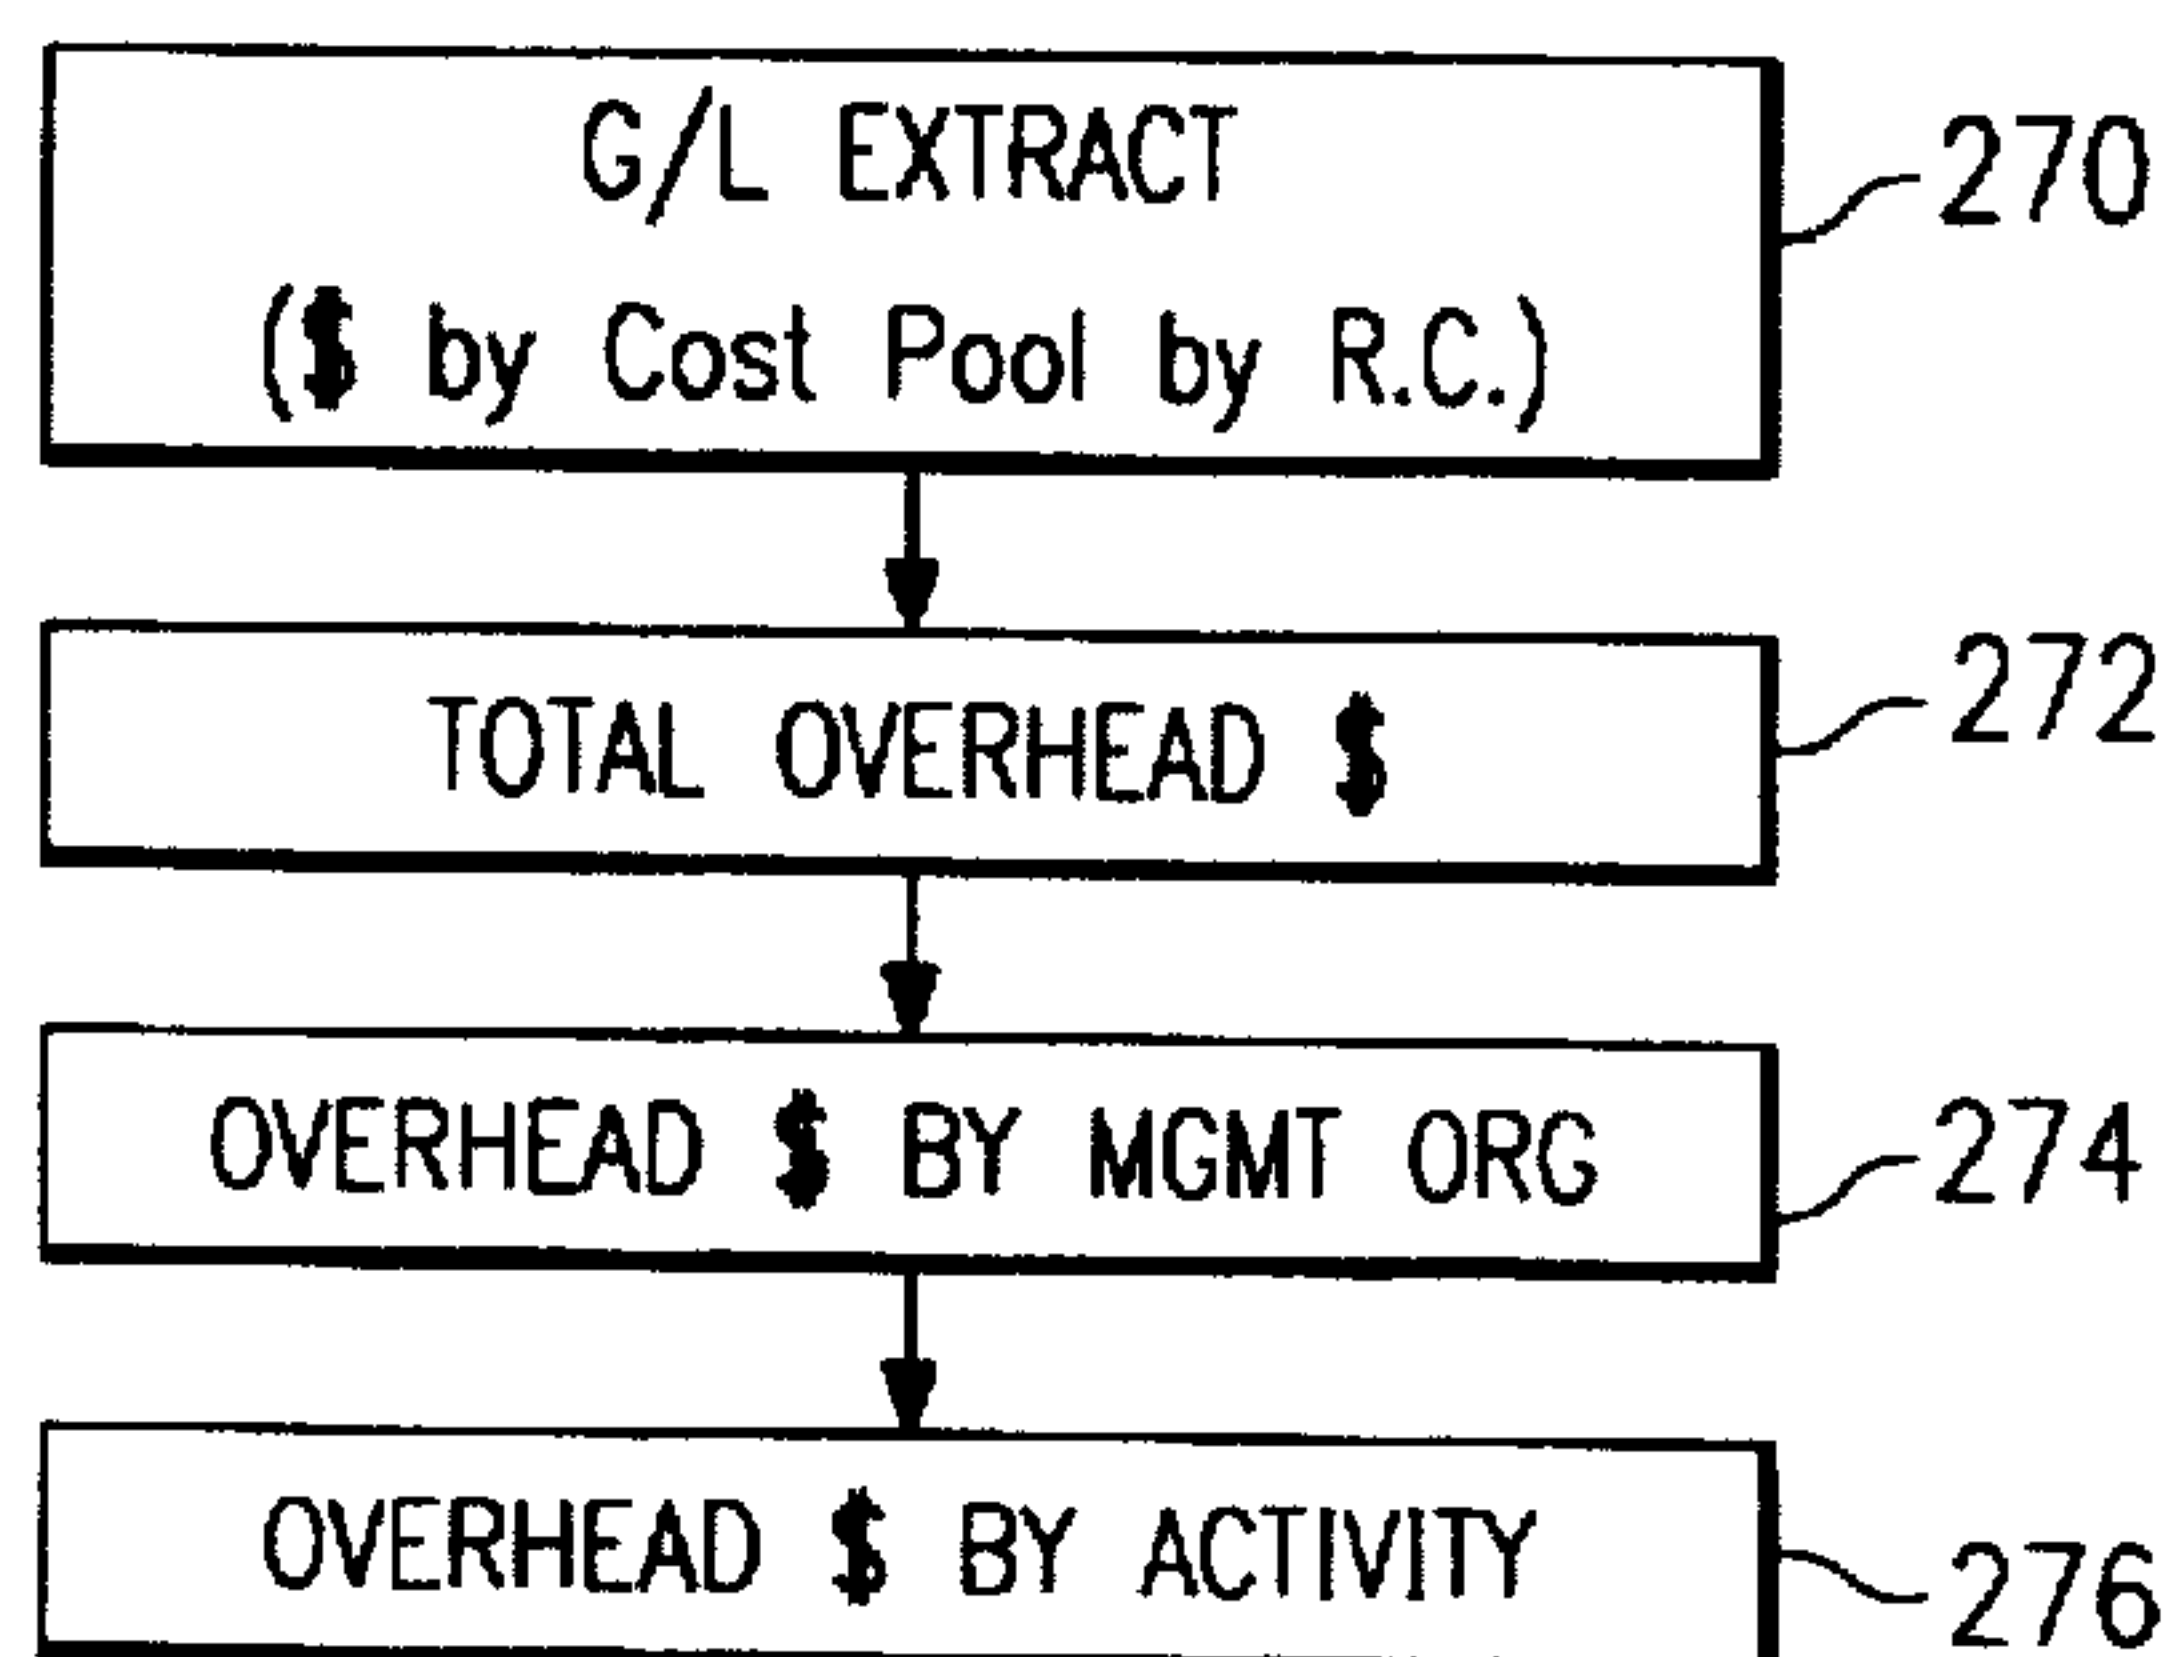 G/L EXTRACT
270
($ by Cost Pool by R.C.)
TOTAL OVERHEAD $
272
OVERHEAD $ BY MGMT ORG
274
OVERHEAD $ BY ACTIVITY
276